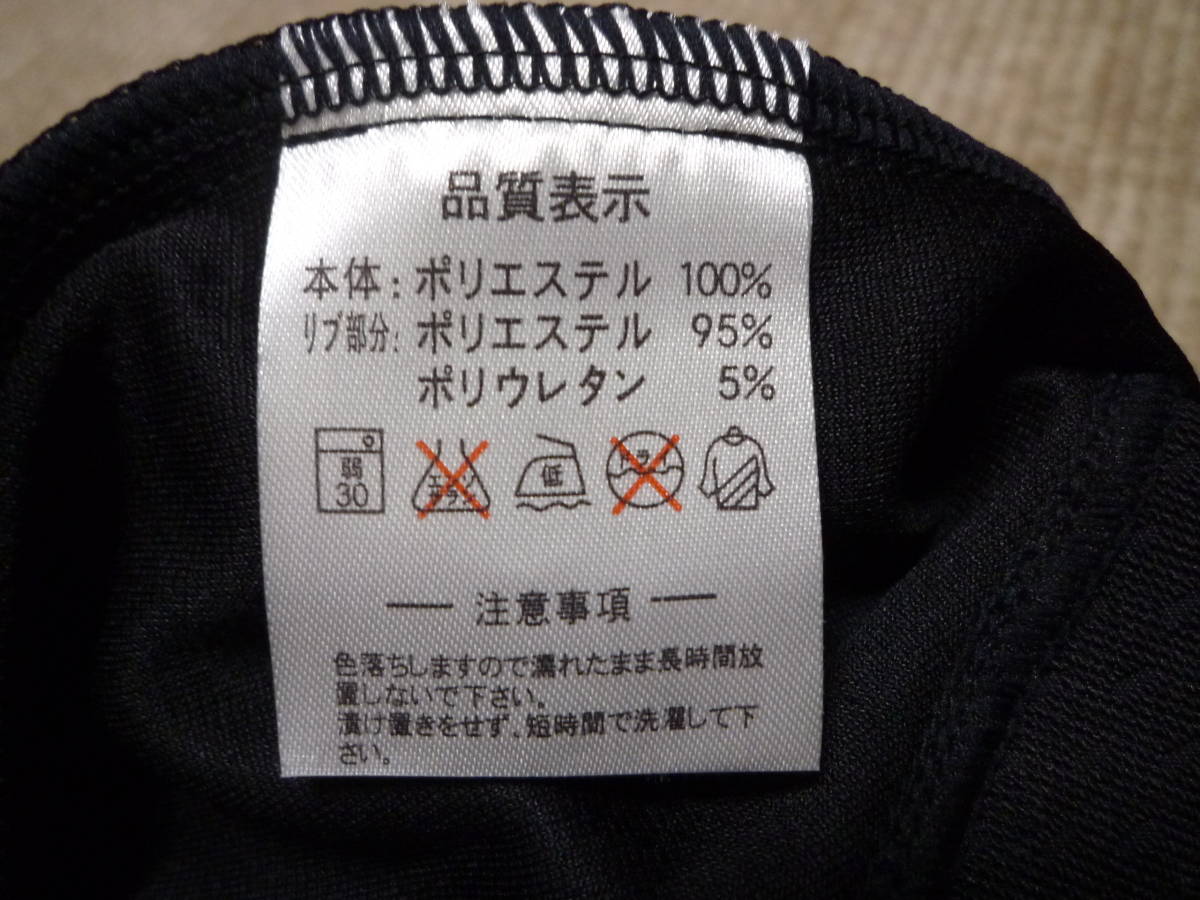 品質表示
本体: ポリエステル 100%
リブ部分: ポリエステル 95%
ポリウレタン 5%
弱 30 エンソ 低 ドライ
注意事項
色落ちしますので濡れたまま長時間放
置しないで下さい。
漬け置きをせず、短時間で洗濯して下
さい。